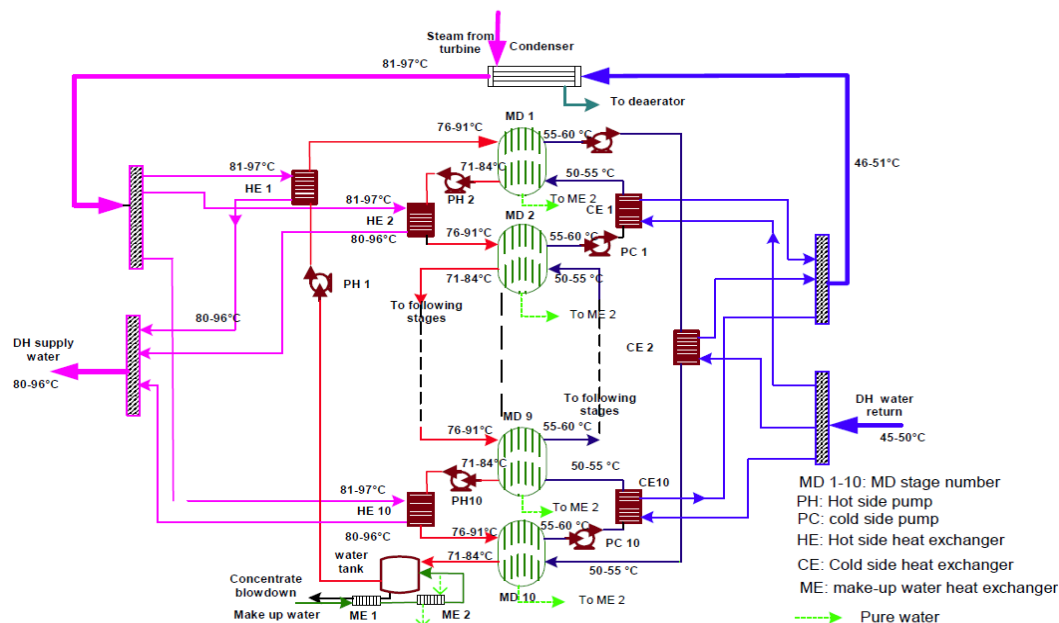 Steam from
turbine
Condenser
81-97°C
To deaerator
MD 1
76-91°C
55-60 °C
46-51°C
81-97°C
71-84°C
50-55 °C
HE 1
81-97°C
PH 2
To ME 2
CE 1
HE 2
MD 2
80-96°C
76-91°C
55-60°C
PC 1
71-84°C
50-55 °C
PH 1
To following
stages
To ME 2
80-96°C
DH supply
water
CE 2
80-96°C
To following
stages
MD 9
DH water
return
76-91°C
55-60°C
45-50°C
71-84°C
50-55 °C
81-97°C
PH10
CE10
HE 10
To ME 2
76-91°C
55-60°C
80-96°C
PC 10
water
tank
71-84°C
50-55°C
Concentrate
blowdown
Make up water
ME 1
ME 2
MD 10
To ME 2
MD 1-10: MD stage number
PH: Hot side pump
PC: cold side pump
HE: Hot side heat exchanger
CE: Cold side heat exchanger
ME: make-up water heat exchanger
Pure water